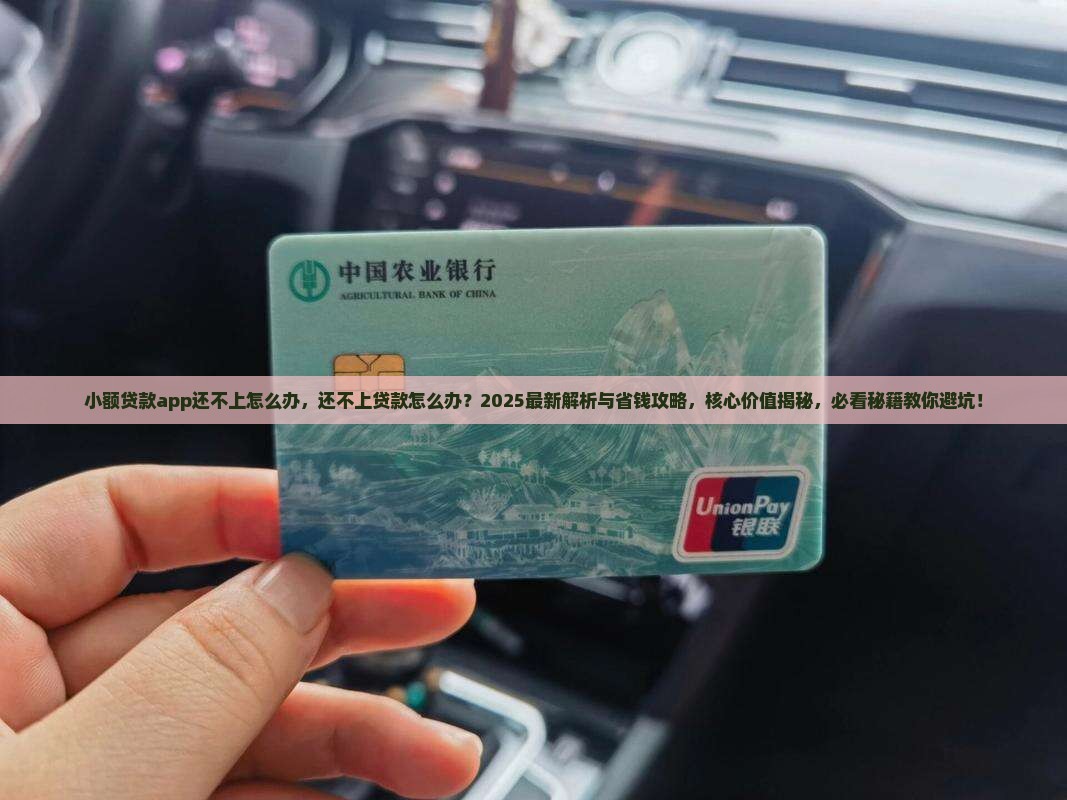 中国农业银行
AGRICULTURAL BANK OF CHINA
小额贷款app还不上怎么办，还不上贷款怎么办？2025最新解析与省钱攻略，核心价值揭秘，必看秘籍教你避坑！
UnionPay
银联